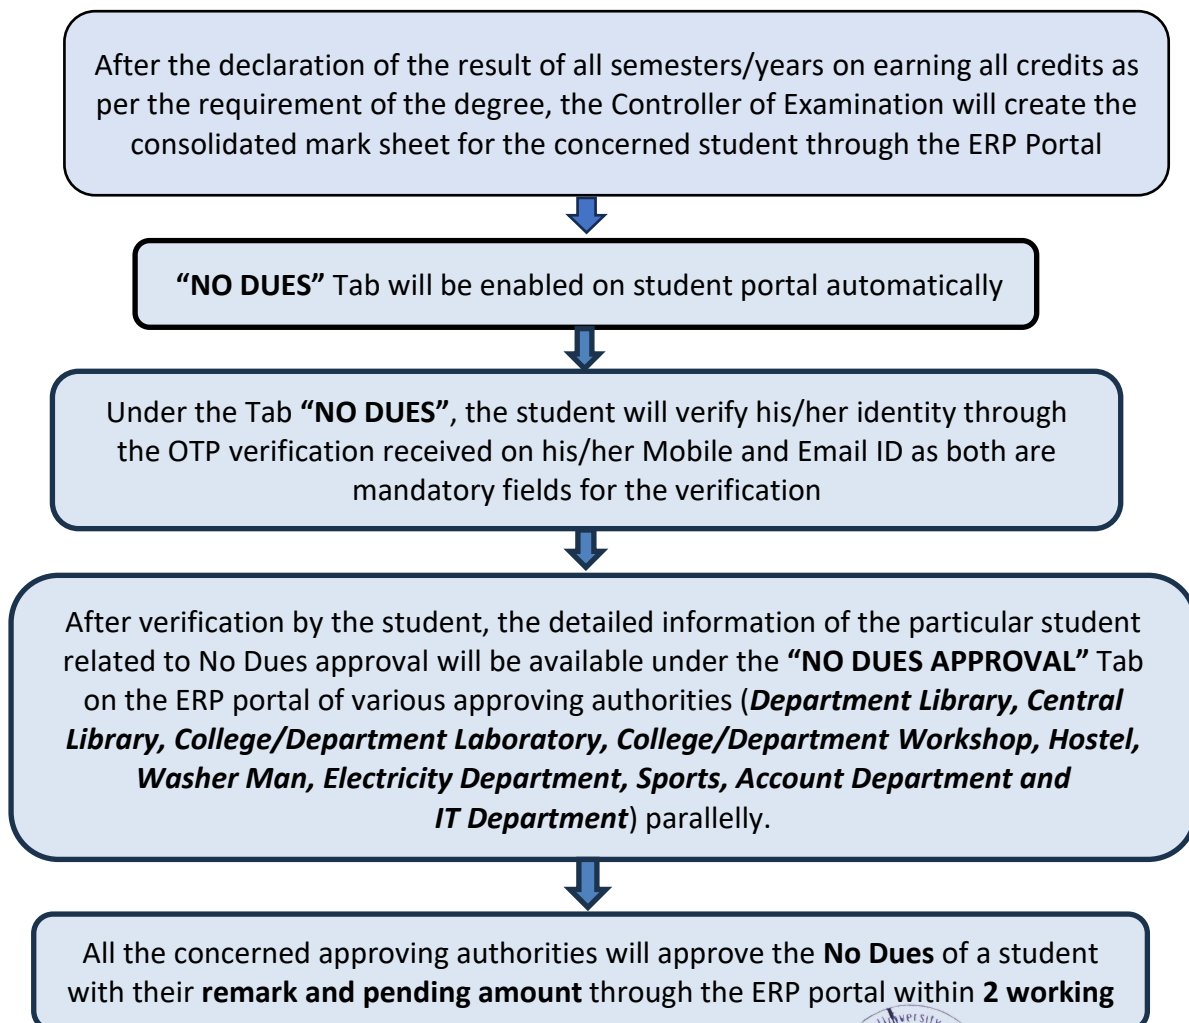 After the declaration of the result of all semesters/years on earning all credits as
per the requirement of the degree, the Controller of Examination will create the
consolidated mark sheet for the concerned student through the ERP Portal
“NO DUES” Tab will be enabled on student portal automatically
Under the Tab “NO DUES”, the student will verify his/her identity through
the OTP verification received on his/her Mobile and Email ID as both are
mandatory fields for the verification
After verification by the student, the detailed information of the particular student
related to No Dues approval will be available under the “NO DUES APPROVAL” Tab
on the ERP portal of various approving authorities (Department Library, Central
Library, College/Department Laboratory, College/Department Workshop, Hostel,
Washer Man, Electricity Department, Sports, Account Department and
IT Department) parallelly.
All the concerned approving authorities will approve the No Dues of a student
with their remark and pending amount through the ERP portal within 2 working